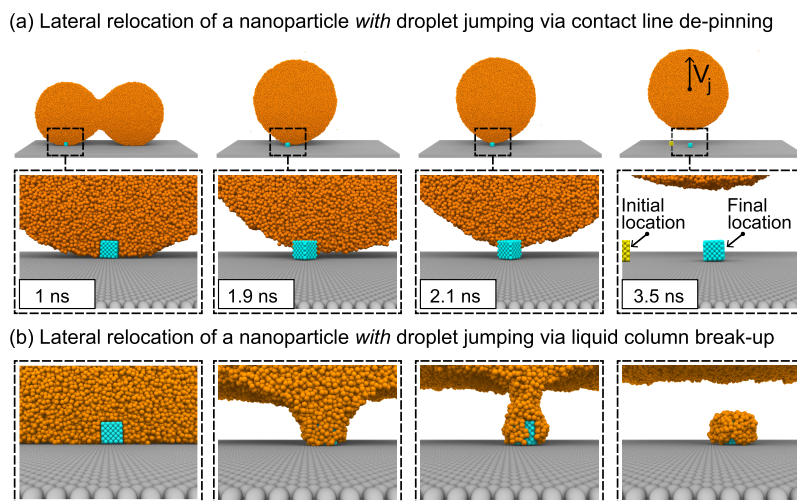 (a) Lateral relocation of a nanoparticle with droplet jumping via contact line de-pinning
Vj
Initial location
Final location
1 ns
1.9 ns
2.1 ns
3.5 ns
(b) Lateral relocation of a nanoparticle with droplet jumping via liquid column break-up